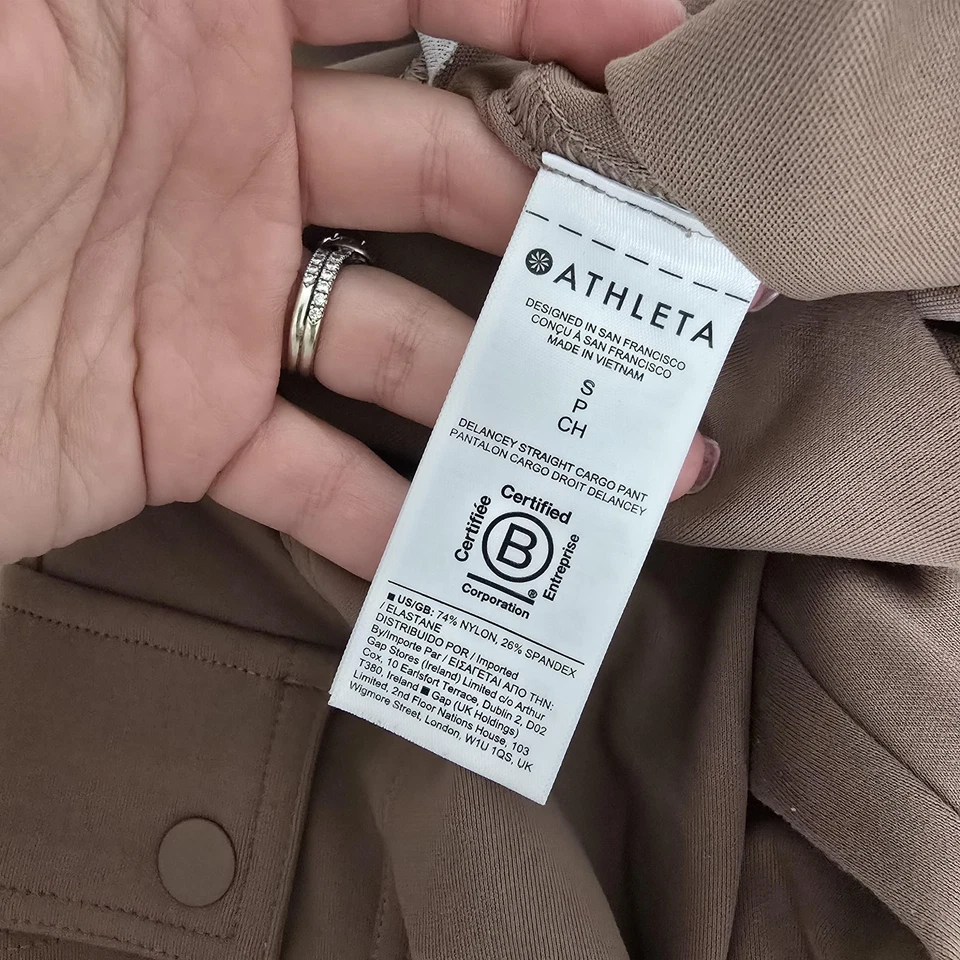 ATHLETA
DESIGNED IN SAN FRANCISCO
CONÇU À SAN FRANCISCO
MADE IN VIETNAM
S
P
CH
DELANCEY STRAIGHT CARGO PANT
PANTALON CARGO DROIT DELANCEY
Certified
Certifiée
B
Entreprise
®
Corporation
■ US/GB: 74% NYLON, 26% SPANDEX
/ ELASTANE
DISTRIBUIDO POR / Imported
By/Importe Par / ΕΙΣΑΓΕΤΑΙ ΑΠΟ ΤΗΝ:
Gap Stores (Ireland) Limited c/o Arthur
Cox, 10 Earlsfort Terrace, Dublin 2, D02
T380, Ireland ■ Gap (UK Holdings)
Limited, 2nd Floor Nations House, 103
Wigmore Street, London, W1U 1QS, UK